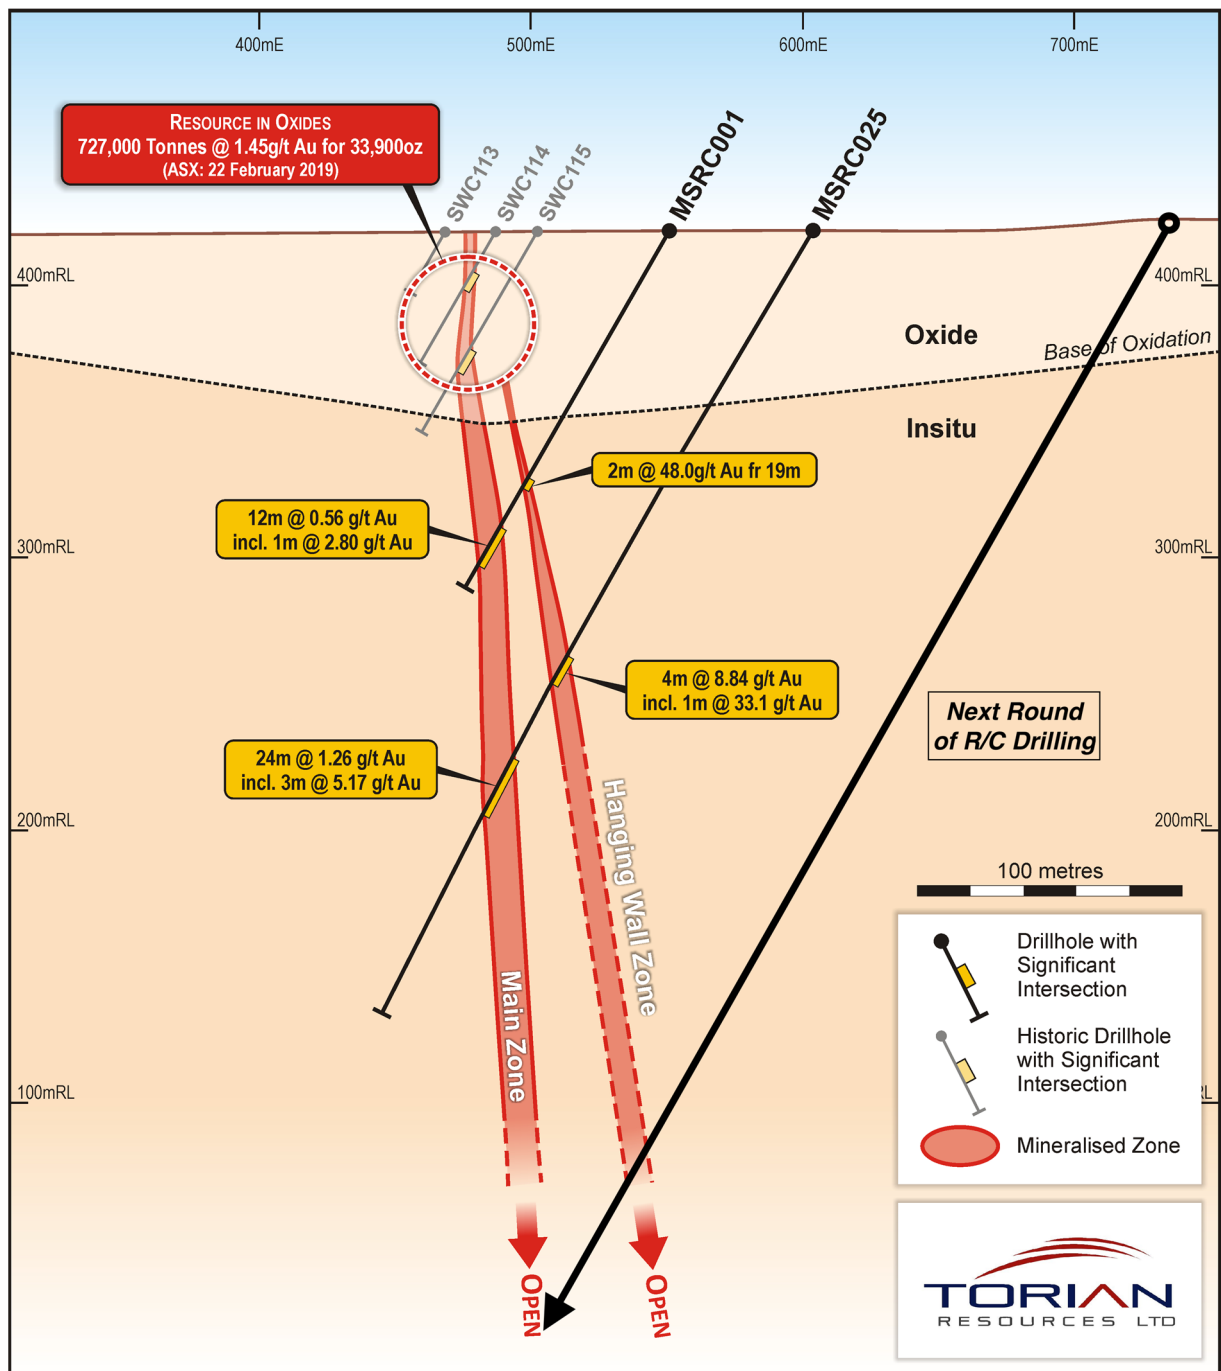 400mE
500mE
600mE
700mE
RESOURCE IN OXIDES
727,000 Tonnes @ 1.45g/t Au for 33,900oz
(ASX: 22 February 2019)
SWC113
SWC114
SWC115
MSRC001
MSRC025
400mRL
400mRL
Oxide
Base of Oxidation
Insitu
2m @ 48.0g/t Au fr 19m
12m @ 0.56 g/t Au
incl. 1m @ 2.80 g/t Au
300mRL
300mRL
4m @ 8.84 g/t Au
incl. 1m @ 33.1 g/t Au
Next Round
of R/C Drilling
24m @ 1.26 g/t Au
incl. 3m @ 5.17 g/t Au
200mRL
200mRL
Hanging Wall Zone
Main Zone
100 metres
Drillhole with
Significant
Intersection
Historic Drillhole
with Significant
Intersection
Mineralised Zone
100mRL
OPEN
OPEN
TORIAN
RESOURCES LTD